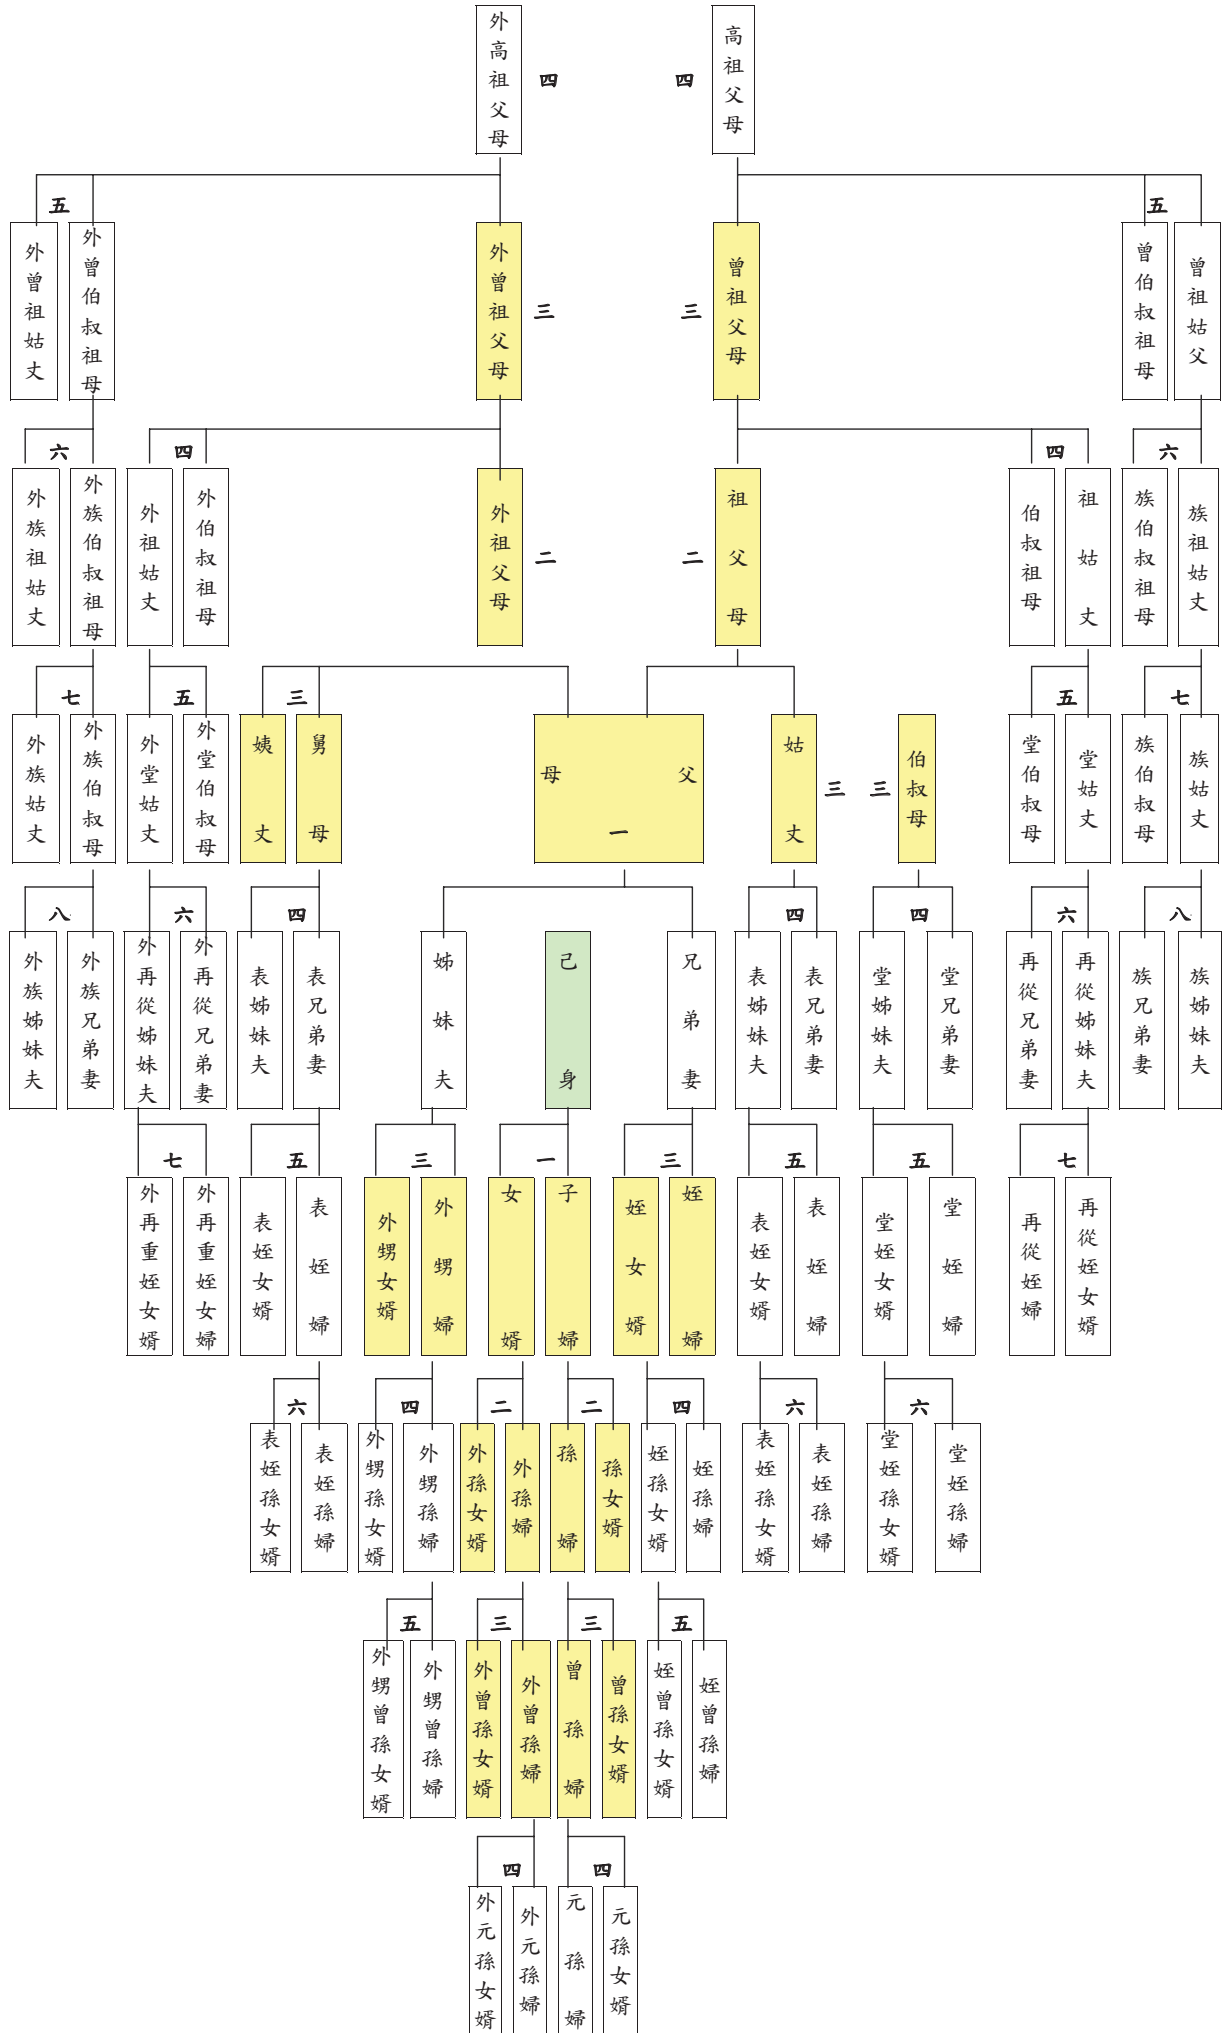 外高祖父母
四
四
高祖父母
五
五
外曾祖姑丈
外曾伯叔祖母
外曾祖父母
三
三
曾祖父母
曾伯叔祖母
曾祖姑父
六
四
四
六
外族祖姑丈
外族伯叔祖母
外祖姑丈
外伯叔祖母
外祖父母
二
二
祖父母
伯叔祖母
祖姑丈
族伯叔祖母
族祖姑丈
七
五
三
五
七
外族姑丈
外族伯叔母
外堂姑丈
外堂伯叔母
姨丈
舅母
母
父
一
姑丈
三
三
伯叔母
堂伯叔母
堂姑丈
族伯叔母
族姑丈
八
六
四
四
四
六
八
外族姊妹夫
外族兄弟妻
外再從姊妹夫
外再從兄弟妻
表姊妹夫
表兄弟妻
姊妹夫
己身
兄弟妻
表姊妹夫
表兄弟妻
堂姊妹夫
堂兄弟妻
再從兄弟妻
再從姊妹夫
族兄弟妻
族姊妹夫
七
五
三
一
三
五
五
七
外再重姪女婿
外再重姪女婦
表姪女婿
表姪婦
外甥女婿
外甥婦
女婿
子婦
姪女婿
姪婦
表姪女婿
表姪婦
堂姪女婿
堂姪婦
再從姪婦
再從姪女婿
六
四
二
二
四
六
六
表姪孫女婿
表姪孫婦
外甥孫女婿
外甥孫婦
外孫女婿
外孫婦
孫婦
孫女婿
姪孫女婿
姪孫婦
表姪孫女婿
表姪孫婦
堂姪孫女婿
堂姪孫婦
五
三
三
五
外甥曾孫女婿
外甥曾孫婦
外曾孫女婿
外曾孫婦
曾孫婦
曾孫女婿
姪曾孫女婿
姪曾孫婦
四
四
外元孫女婿
外元孫婦
元孫婦
元孫女婿